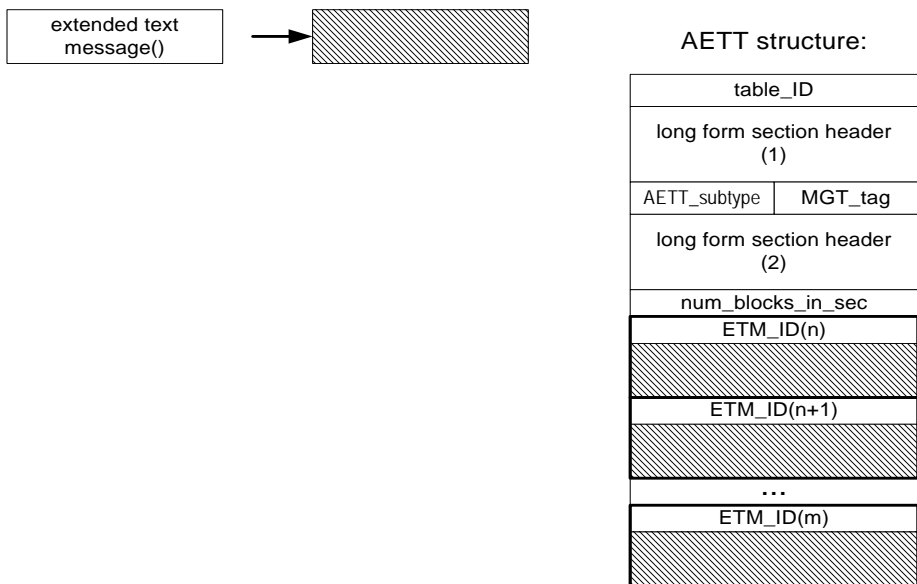 extended text
message()
AETT structure:
table_ID
long form section header
(1)
AETT_subtype MGT_tag
long form section header
(2)
num_blocks_in_sec
ETM_ID(n)
ETM_ID(n+1)
...
ETM_ID(m)